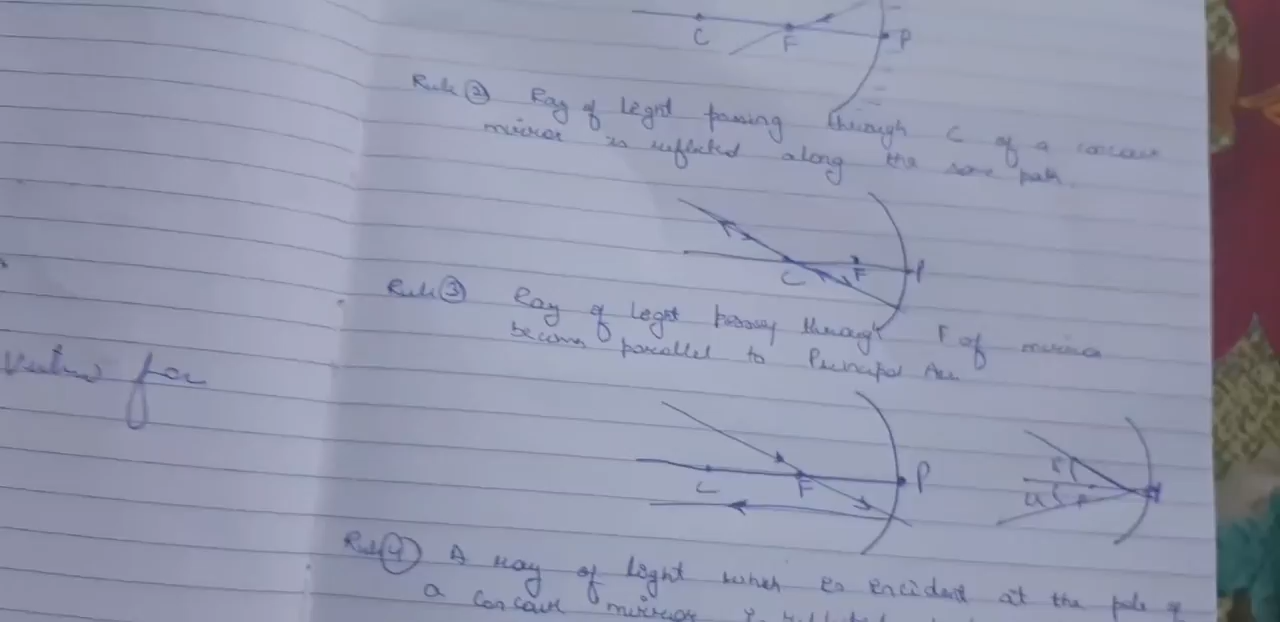 C F P
Rule ② Ray of light passing through C of a concave
mirror is reflected along the same path.
C F P
Rule ③ Ray of light passing through F of mirror
becomes parallel to Principal Axis
for
C F P
r
F
Rule ④ A ray of light when is incident at the pole of
a concave mirror